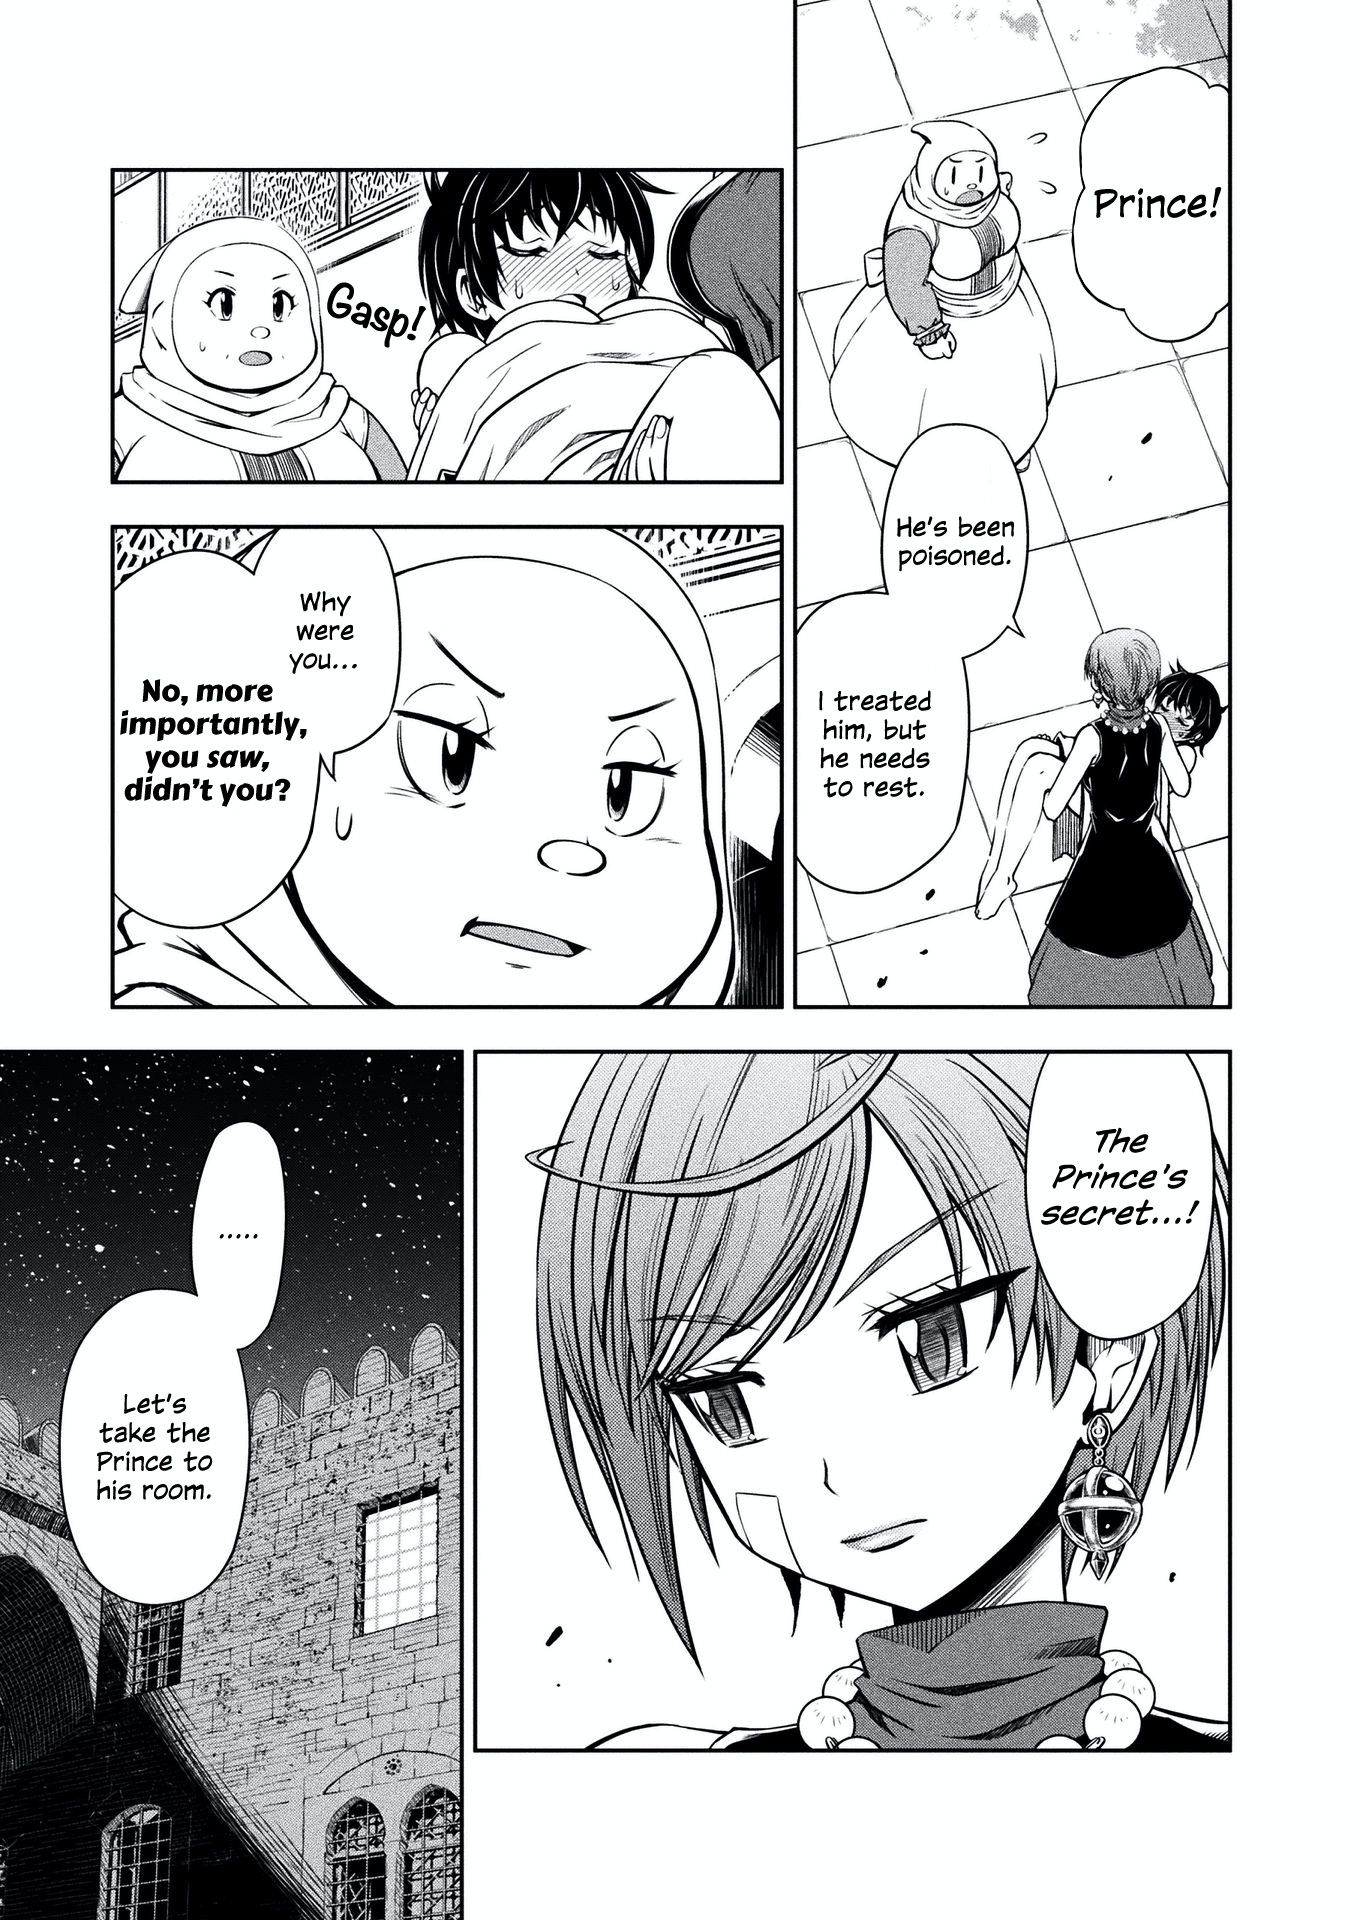 Prince!
He's been
poisoned.
I treated
him, but
he needs
to rest.
Gasp!
Why
were
you...
No, more
importantly,
you saw,
didn't you?
The
Prince's
secret...!
.....
Let's
take the
Prince to
his room.